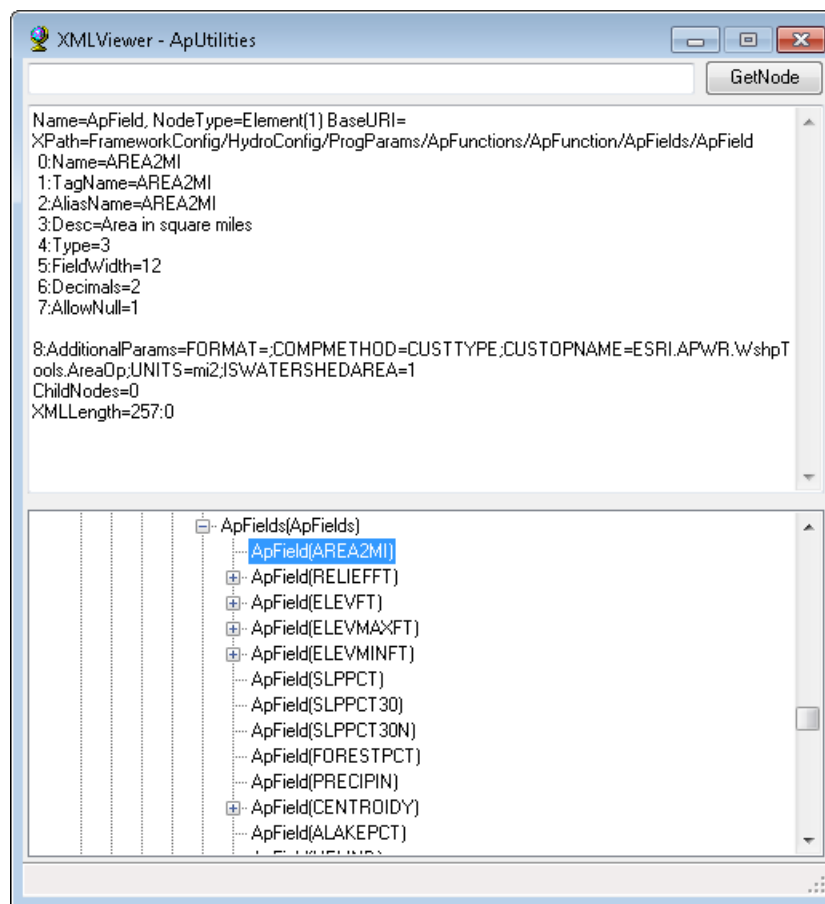 XMLViewer - ApUtilities
GetNode
Name=ApField, NodeType=Element(1) BaseURI=
XPath=FrameworkConfig/HydroConfig/ProgParams/ApFunctions/ApFunction/ApFields/ApField
0:Name=AREA2MI
1:TagName=AREA2MI
2:AliasName=AREA2MI
3:Desc=Area in square miles
4:Type=3
5:FieldWidth=12
6:Decimals=2
7:AllowNull=1
8:AdditionalParams=FORMAT=;COMPMETHOD=CUSTTYPE;CUSTOPNAME=ESRI.APWR.WshpT
ools.AreaOp;UNITS=mi2;ISWATERSHEDAREA=1
ChildNodes=0
XMLLength=257:0
ApFields(ApFields)
ApField(AREA2MI)
ApField(RELIEFFT)
ApField(ELEVFT)
ApField(ELEVMAXFT)
ApField(ELEVMINFT)
ApField(SLPPCT)
ApField(SLPPCT30)
ApField(SLPPCT30N)
ApField(FORESTPCT)
ApField(PRECIPIN)
ApField(CENTROIDY)
ApField(ALAKEPCT)